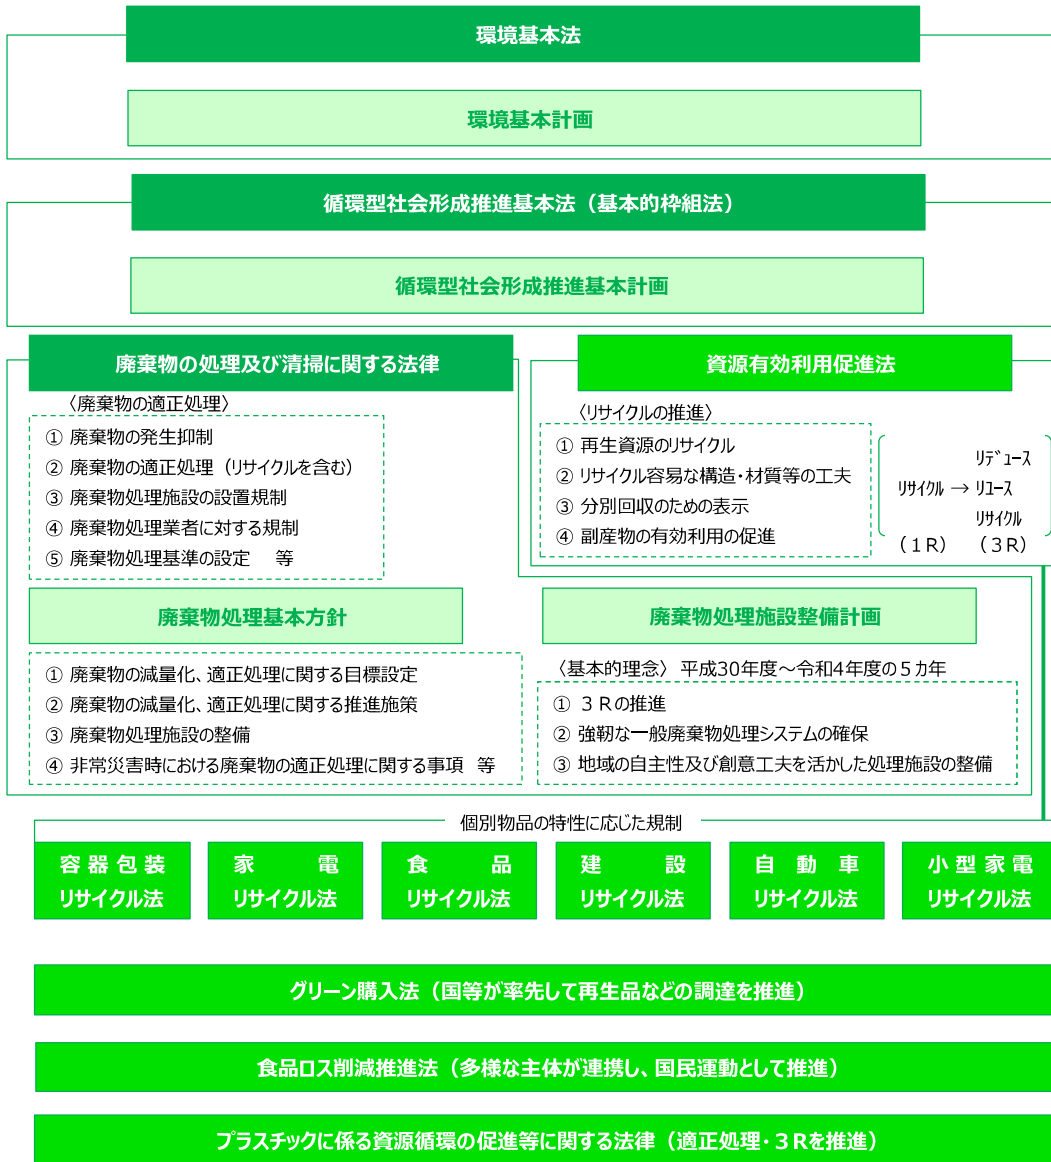 環境基本法
環境基本計画
循環型社会形成推進基本法（基本的枠組法）
循環型社会形成推進基本計画
廃棄物の処理及び清掃に関する法律
〈廃棄物の適正処理〉
① 廃棄物の発生抑制
② 廃棄物の適正処理（リサイクルを含む）
③ 廃棄物処理施設の設置規制
④ 廃棄物処理業者に対する規制
⑤ 廃棄物処理基準の設定　等
資源有効利用促進法
〈リサイクルの推進〉
① 再生資源のリサイクル
② リサイクル容易な構造・材質等の工夫
③ 分別回収のための表示
④ 副産物の有効利用の促進
ﾘﾃﾞｭｰｽ
ﾘｻｲｸﾙ → ﾘﾕｰｽ
ﾘｻｲｸﾙ
（１Ｒ）　（３Ｒ）
廃棄物処理基本方針
① 廃棄物の減量化、適正処理に関する目標設定
② 廃棄物の減量化、適正処理に関する推進施策
③ 廃棄物処理施設の整備
④ 非常災害時における廃棄物の適正処理に関する事項　等
廃棄物処理施設整備計画
〈基本的理念〉 平成30年度～令和4年度の５カ年
① ３Ｒの推進
② 強靭な一般廃棄物処理システムの確保
③ 地域の自主性及び創意工夫を活かした処理施設の整備
個別物品の特性に応じた規制
容器包装
リサイクル法
家電
リサイクル法
食品
リサイクル法
建設
リサイクル法
自動車
リサイクル法
小型家電
リサイクル法
グリーン購入法（国等が率先して再生品などの調達を推進）
食品ロス削減推進法（多様な主体が連携し、国民運動として推進）
プラスチックに係る資源循環の促進等に関する法律（適正処理・３Ｒを推進）